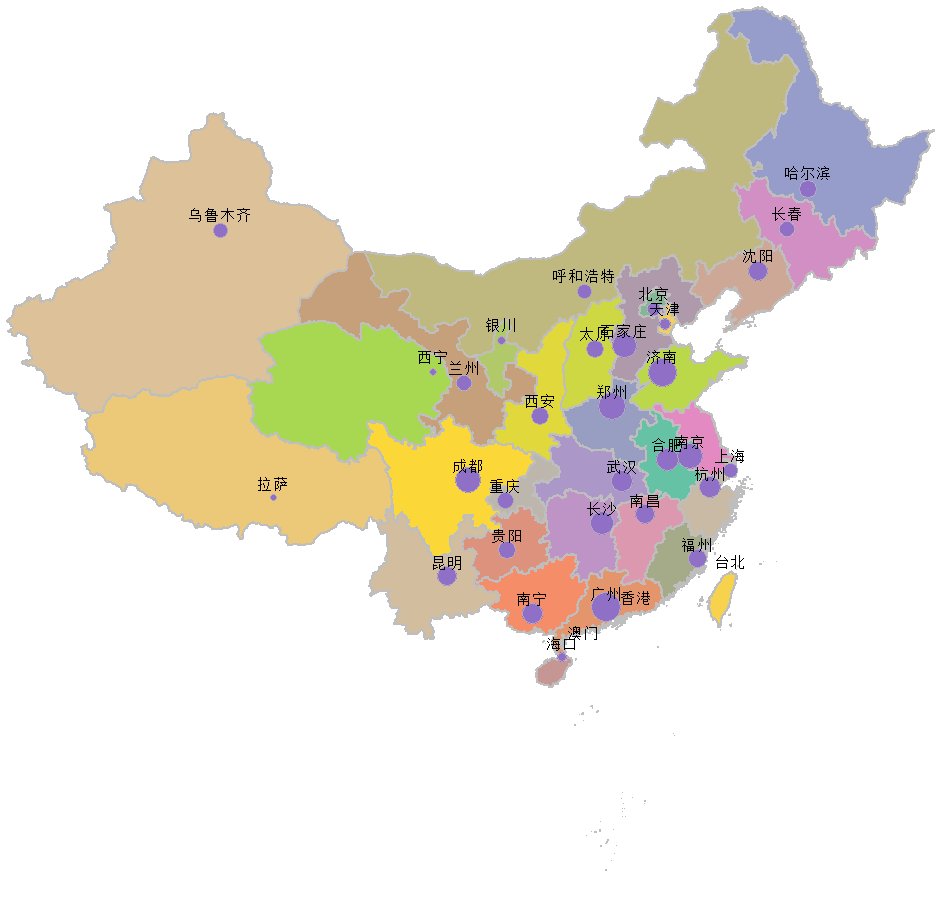 哈尔滨
长春
乌鲁木齐
沈阳
呼和浩特
北京
天津
银川
太原
石家庄
西宁
兰州
济南
郑州
西安
合肥
南京
上海
成都
武汉
杭州
拉萨
重庆
南昌
长沙
贵阳
福州
昆明
台北
南宁
广州
香港
澳门
海口